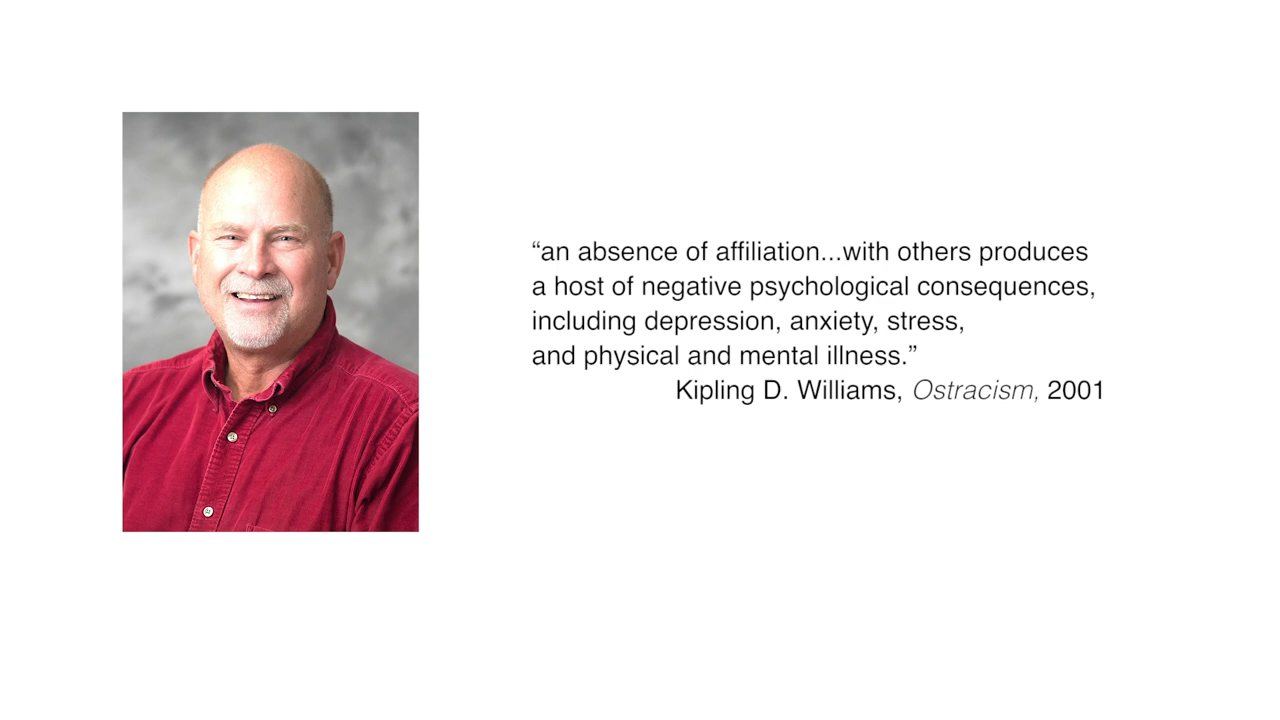 “an absence of affiliation...with others produces
a host of negative psychological consequences,
including depression, anxiety, stress,
and physical and mental illness.”
Kipling D. Williams, Ostracism, 2001